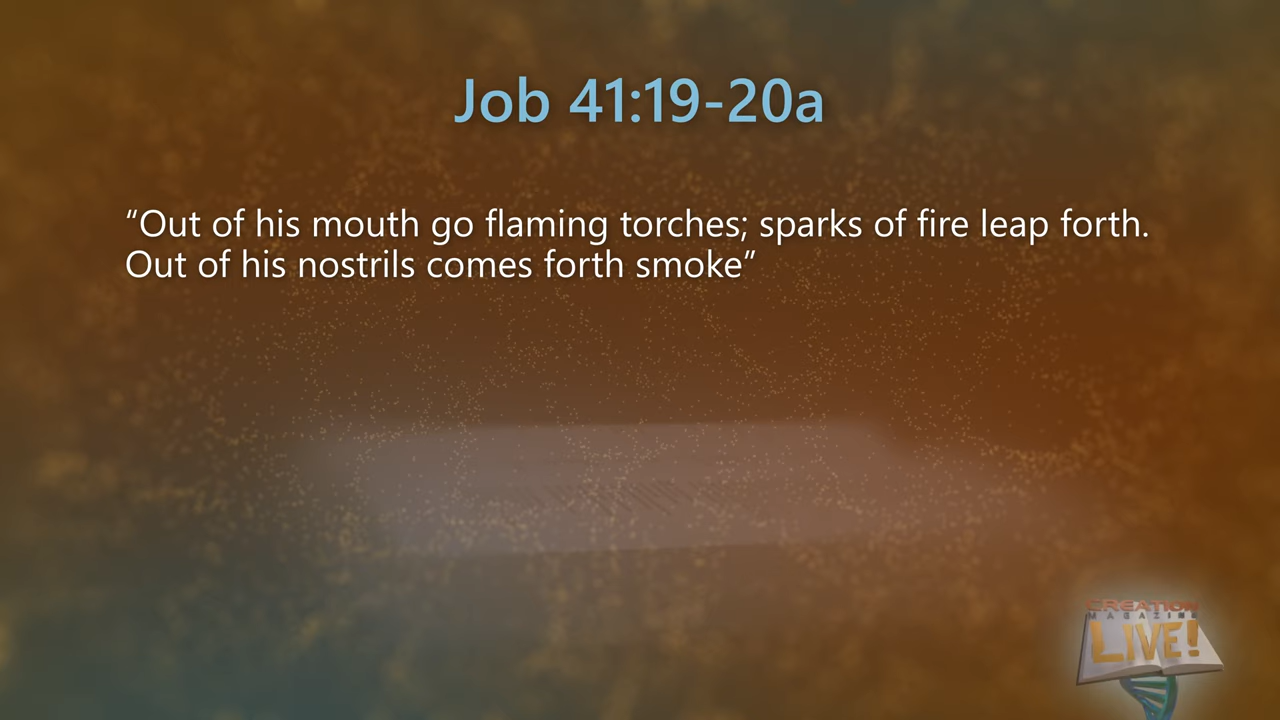 Job 41:19-20a
“Out of his mouth go flaming torches; sparks of fire leap forth.
Out of his nostrils comes forth smoke”
CREATION
MAGAZINE
LIVE!